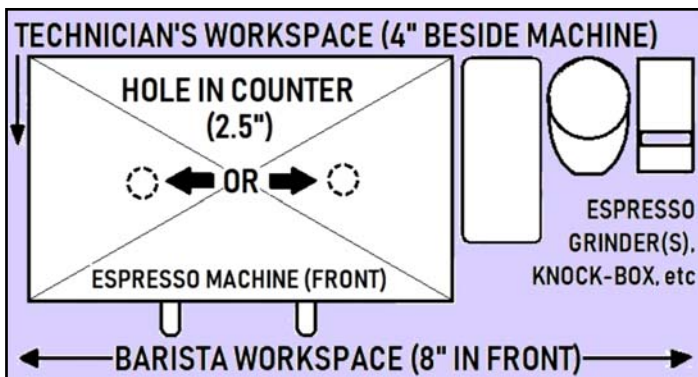 TECHNICIAN'S WORKSPACE (4" BESIDE MACHINE)
HOLE IN COUNTER
(2.5")
OR
ESPRESSO MACHINE (FRONT)
ESPRESSO
GRINDER(S),
KNOCK-BOX, etc
BARISTA WORKSPACE (8" IN FRONT)